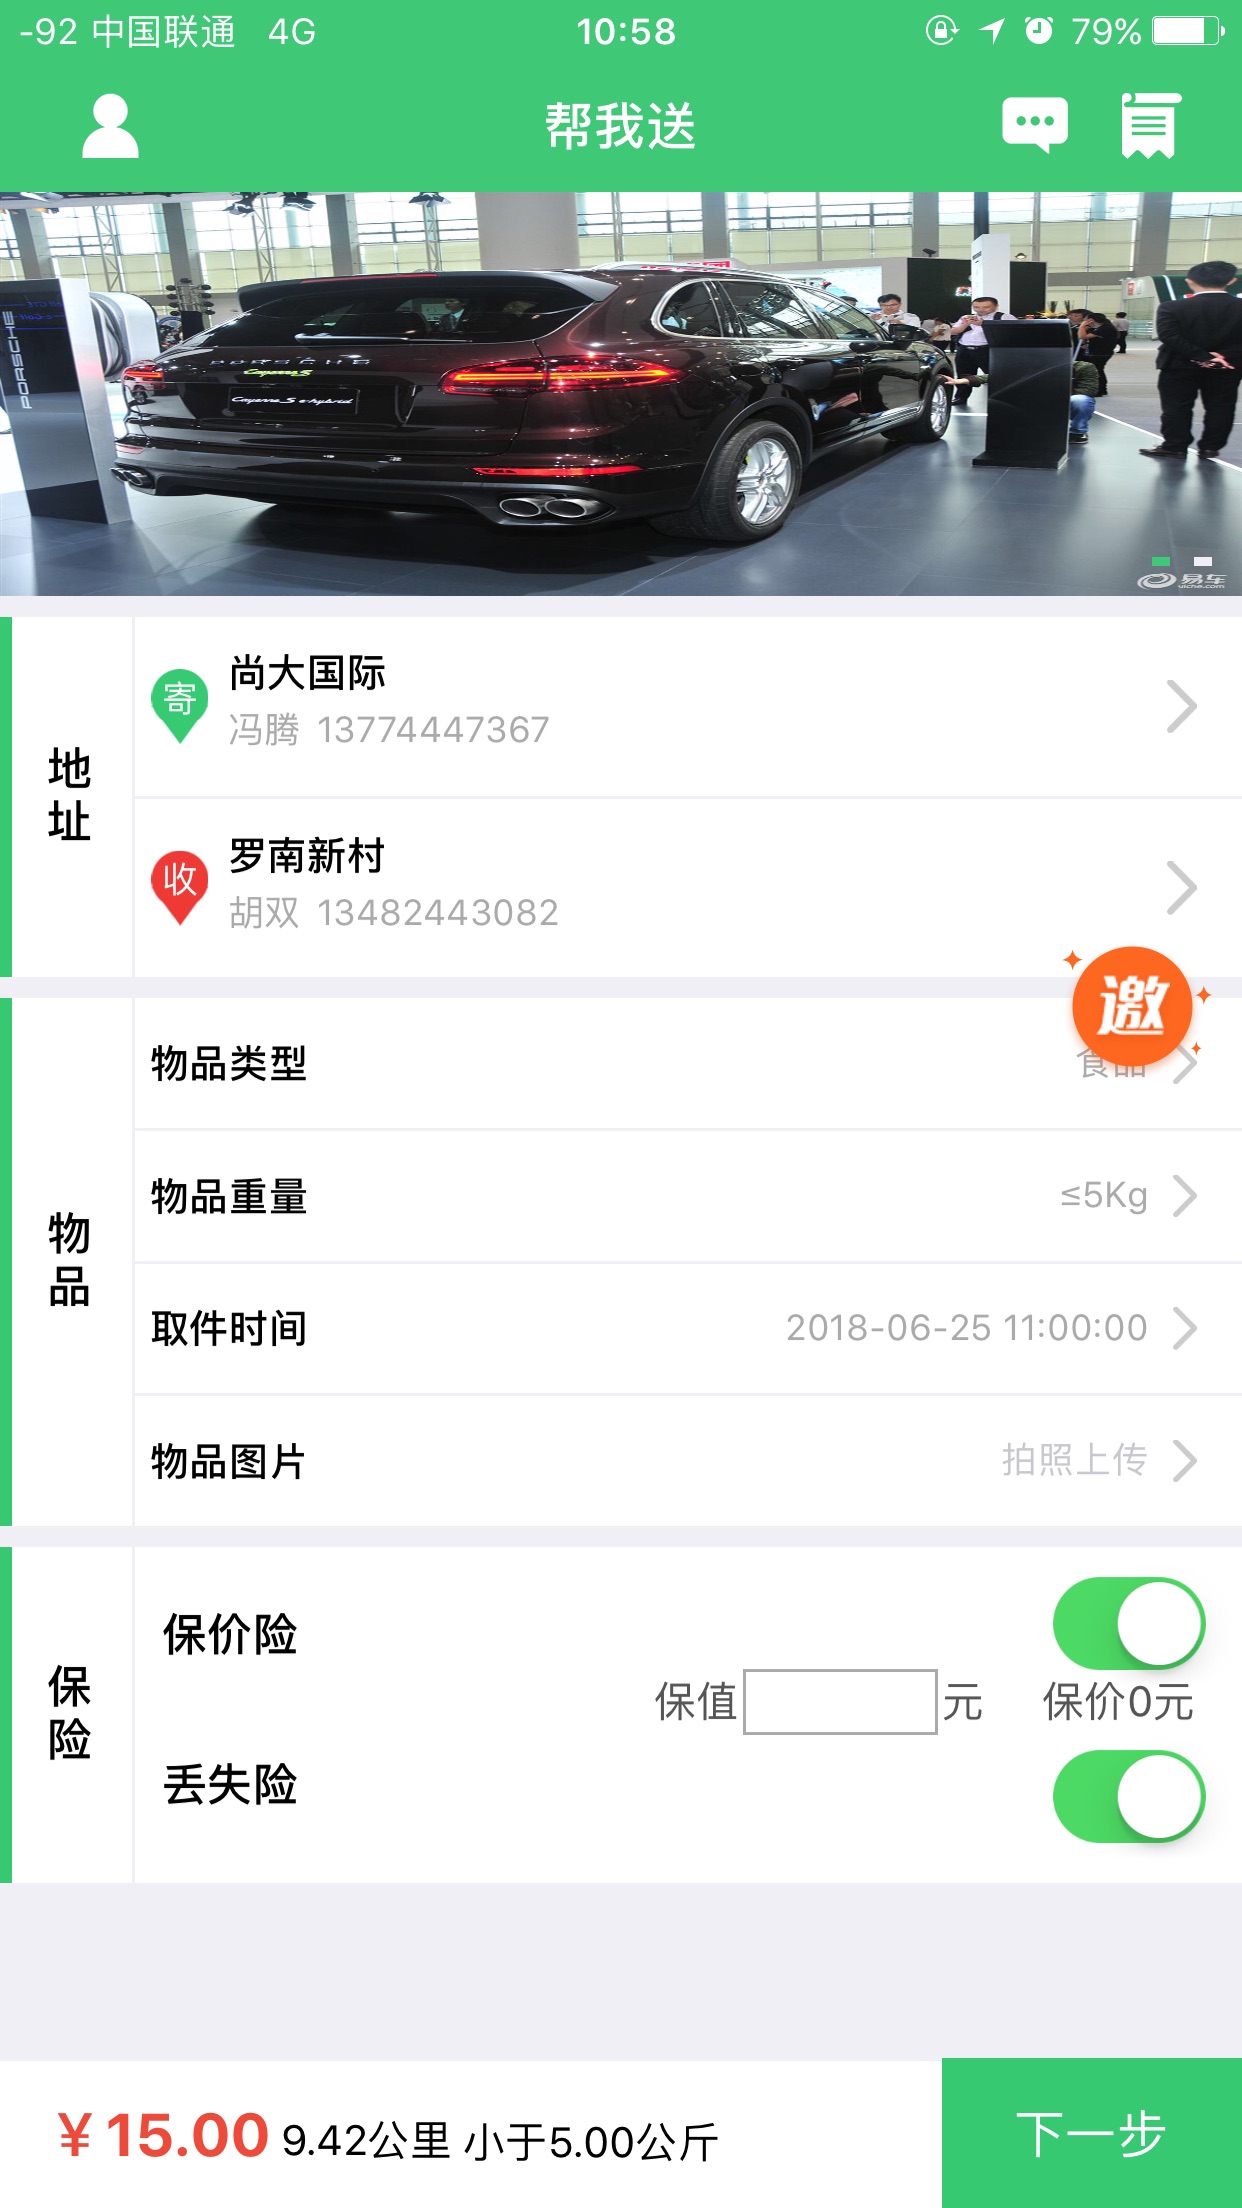 -92 中国联通 4G 10:58 79%
帮我送
PORSCHE
PORSCHE
Cayenne S
Cayenne S e-hybrid
易车
yiche.com
地址
寄
尚大国际
冯腾 13774447367
收
罗南新村
胡双 13482443082
邀
物品
物品类型 食品
物品重量 ≤5Kg
取件时间 2018-06-25 11:00:00
物品图片 拍照上传
保险
保价险
保值 元 保价0元
丢失险
¥15.00 9.42公里 小于5.00公斤
下一步